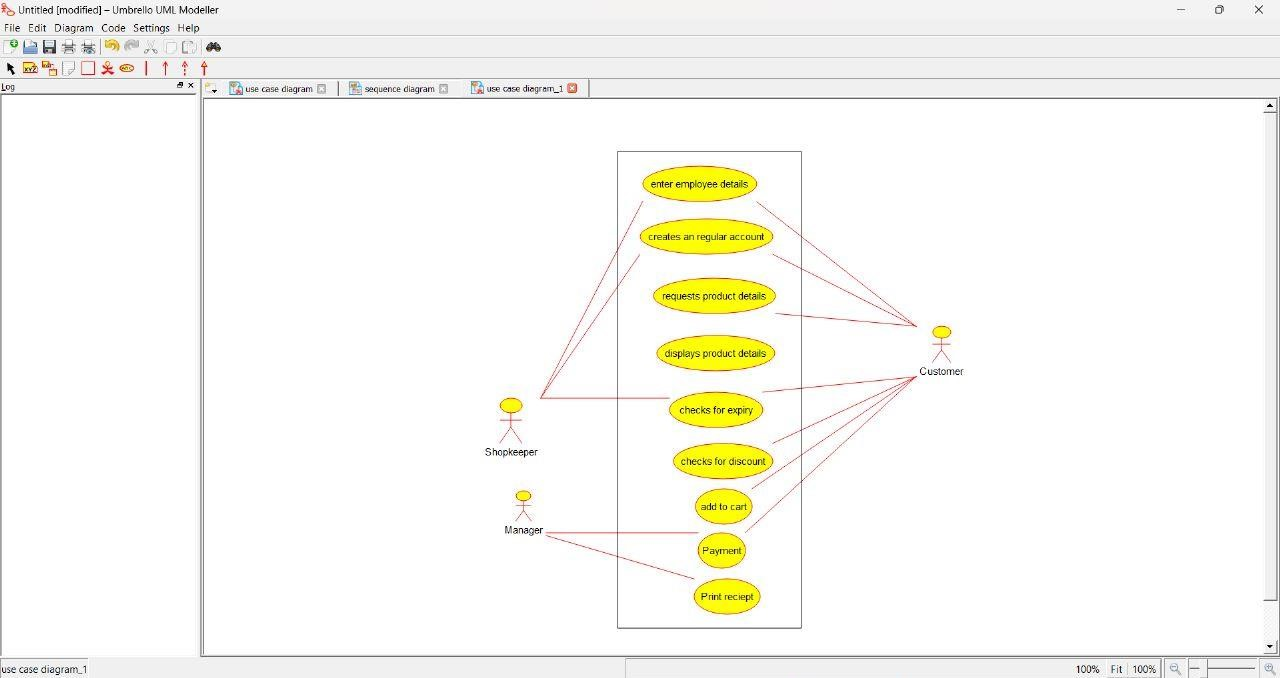 Untitled [modified] – Umbrello UML Modeller
File Edit Diagram Code Settings Help
Log
use case diagram
sequence diagram
use case diagram_1
enter employee details
creates an regular account
requests product details
displays product details
checks for expiry
checks for discount
add to cart
Payment
Print reciept
Customer
Shopkeeper
Manager
use case diagram_1
100% Fit 100%